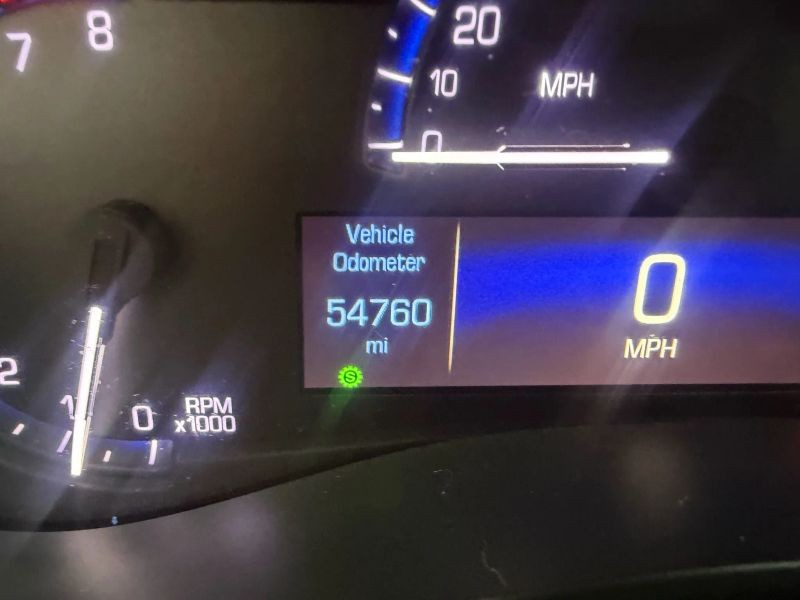 7
8
20
10
MPH
0
Vehicle
Odometer
54760
mi
S
0
MPH
2
1
0
RPM
x1000